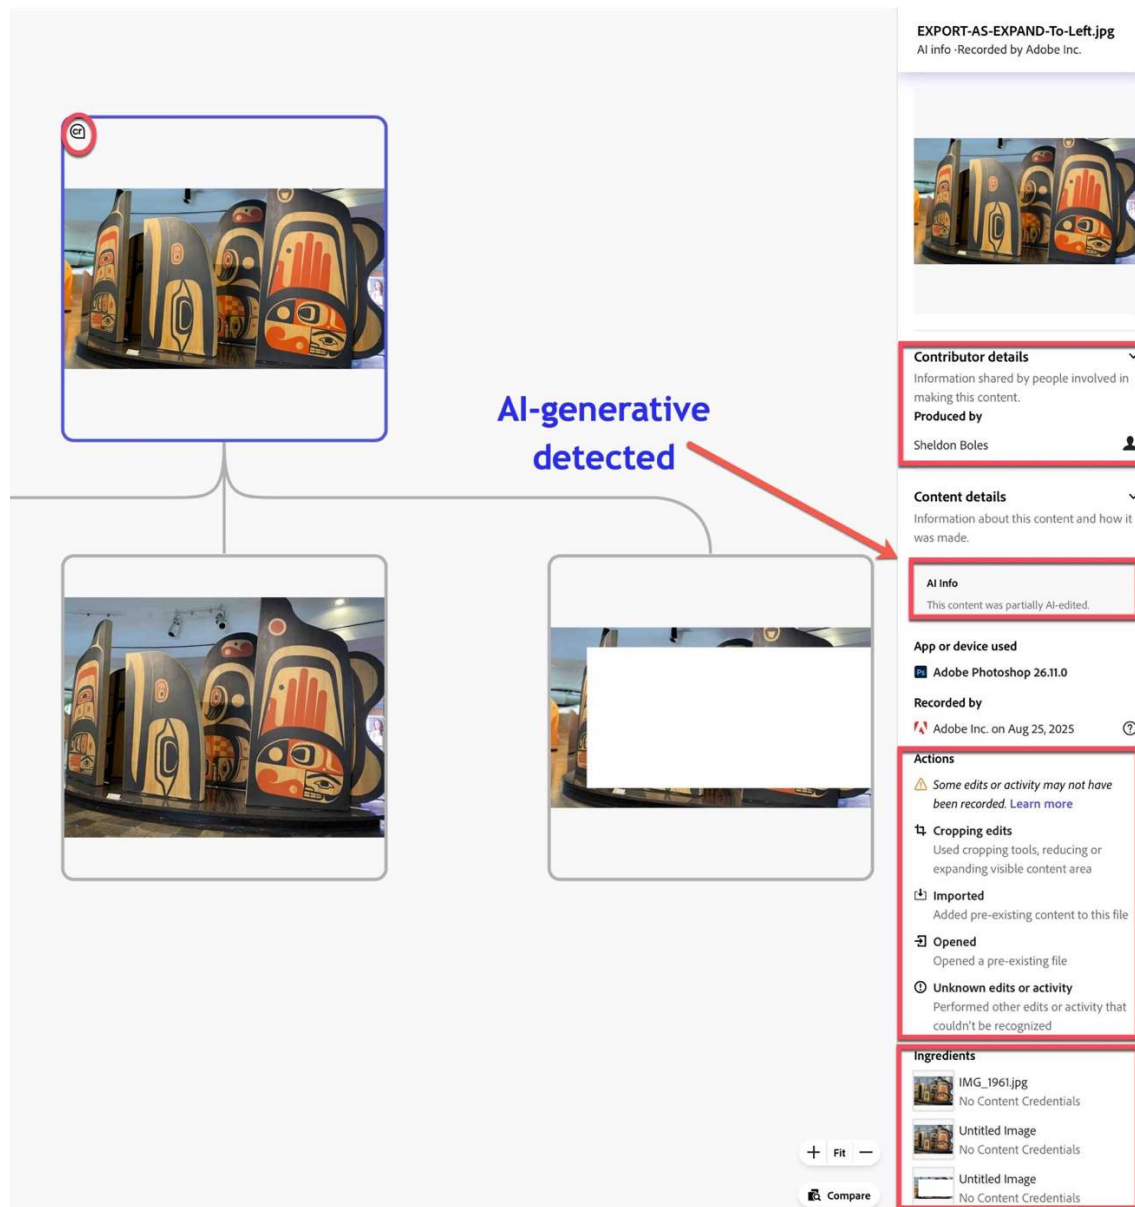 EXPORT-AS-EXPAND-To-Left.jpg
AI info ·Recorded by Adobe Inc.
cr
AI-generative
detected
Contributor details
Information shared by people involved in
making this content.
Produced by
Sheldon Boles
Content details
Information about this content and how it
was made.
AI Info
This content was partially AI-edited.
App or device used
Ps Adobe Photoshop 26.11.0
Recorded by
Adobe Inc. on Aug 25, 2025
Actions
Some edits or activity may not have
been recorded. Learn more
Cropping edits
Used cropping tools, reducing or
expanding visible content area
Imported
Added pre-existing content to this file
Opened
Opened a pre-existing file
Unknown edits or activity
Performed other edits or activity that
couldn't be recognized
Ingredients
IMG_1961.jpg
No Content Credentials
Untitled Image
No Content Credentials
Untitled Image
No Content Credentials
+ Fit —
Compare